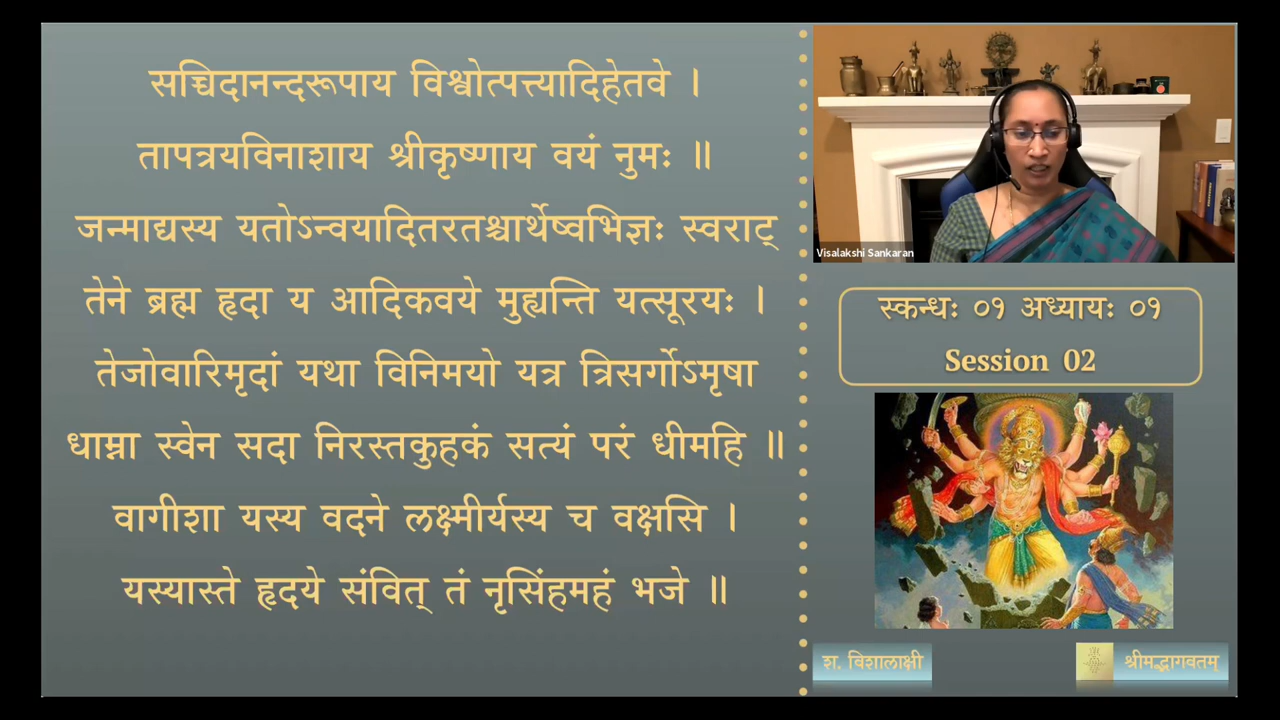 सच्चिदानन्दरूपाय विश्वोत्पत्त्यादिहेतवे ।
तापत्रयविनाशाय श्रीकृष्णाय वयं नुमः ॥
जन्माद्यस्य यतोऽन्वयादितरतश्चार्थेष्वभिज्ञः स्वराट्
तेने ब्रह्म हृदा य आदिकवये मुह्यन्ति यत्सूरयः ।
तेजोवारिमृदां यथा विनिमयो यत्र त्रिसर्गोऽमृषा
धाम्ना स्वेन सदा निरस्तकुहकं सत्यं परं धीमहि ॥
वागीशा यस्य वदने लक्ष्मीर्यस्य च वक्षसि ।
यस्यास्ते हृदये संवित् तं नृसिंहमहं भजे ॥
Visalakshi Sankaran
स्कन्धः ०१ अध्यायः ०१
Session 02
श. विशालाक्षी
श्रीमद्भागवतम्